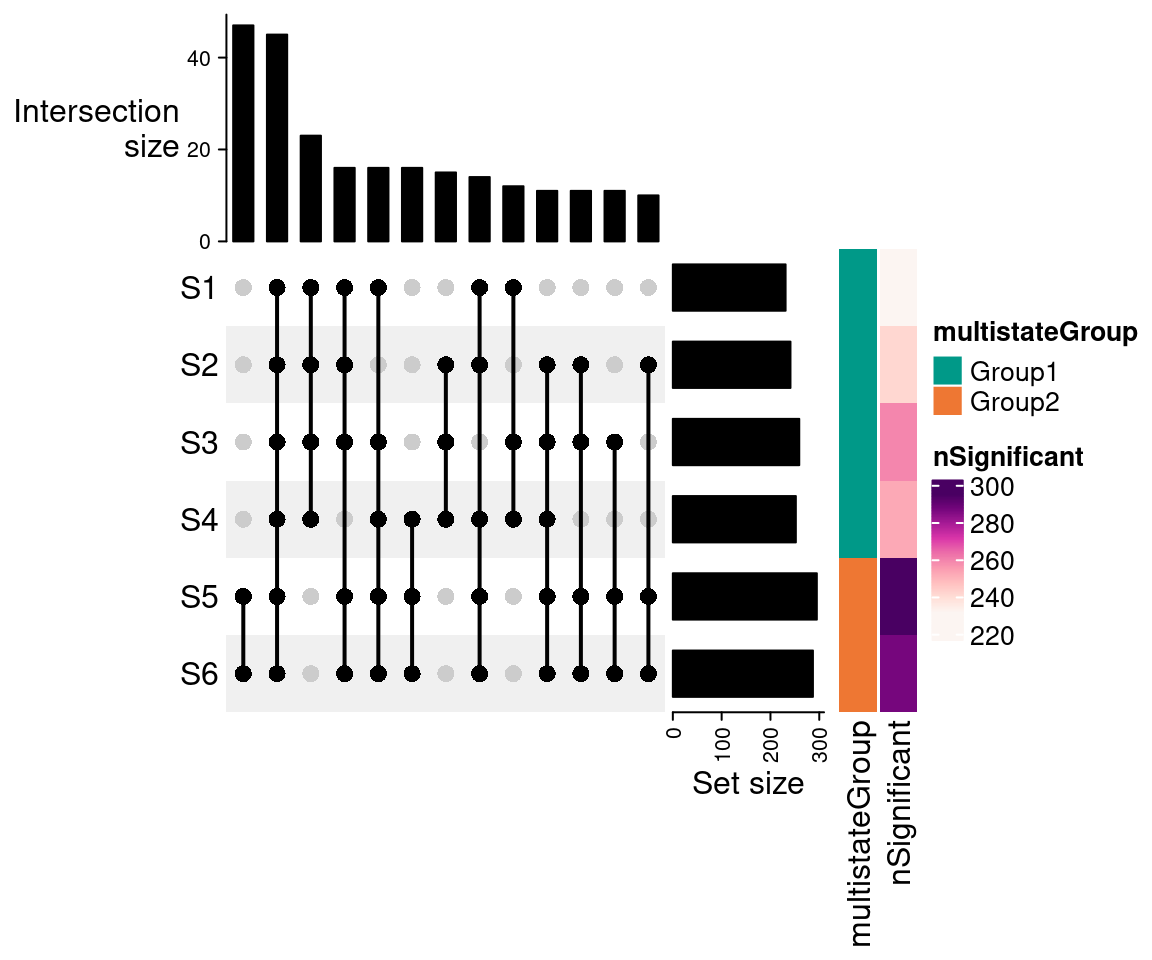 40
Intersection
size
20
0
S1
S2
S3
S4
S5
S6
0
100
200
300
Set size
multistateGroup
nSignificant
multistateGroup
Group1
Group2
nSignificant
300
280
260
240
220